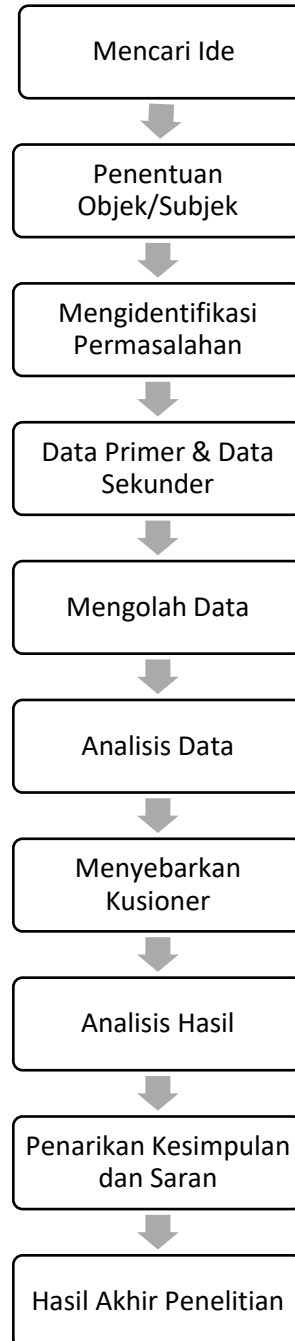 Mencari Ide
Penentuan
Objek/Subjek
Mengidentifikasi
Permasalahan
Data Primer & Data
Sekunder
Mengolah Data
Analisis Data
Menyebarkan
Kusioner
Analisis Hasil
Penarikan Kesimpulan
dan Saran
Hasil Akhir Penelitian